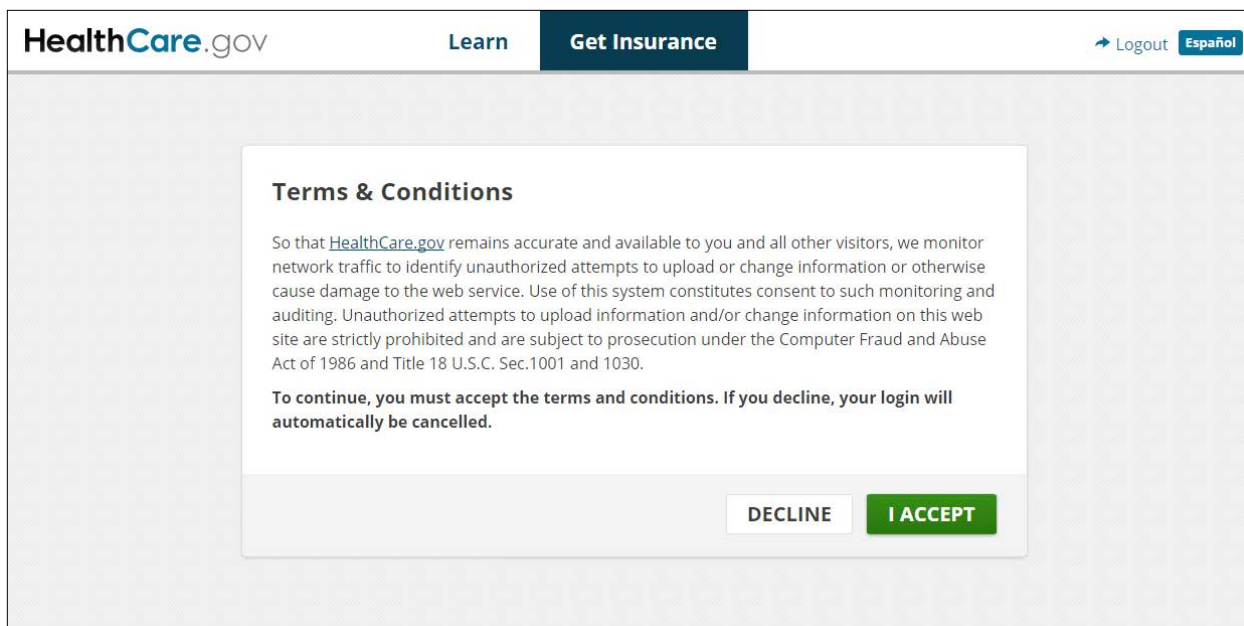 HealthCare.gov Learn Get Insurance Logout Español
Terms & Conditions
So that HealthCare.gov remains accurate and available to you and all other visitors, we monitor
network traffic to identify unauthorized attempts to upload or change information or otherwise
cause damage to the web service. Use of this system constitutes consent to such monitoring and
auditing. Unauthorized attempts to upload information and/or change information on this web
site are strictly prohibited and are subject to prosecution under the Computer Fraud and Abuse
Act of 1986 and Title 18 U.S.C. Sec.1001 and 1030.
To continue, you must accept the terms and conditions. If you decline, your login will
automatically be cancelled.
DECLINE I ACCEPT